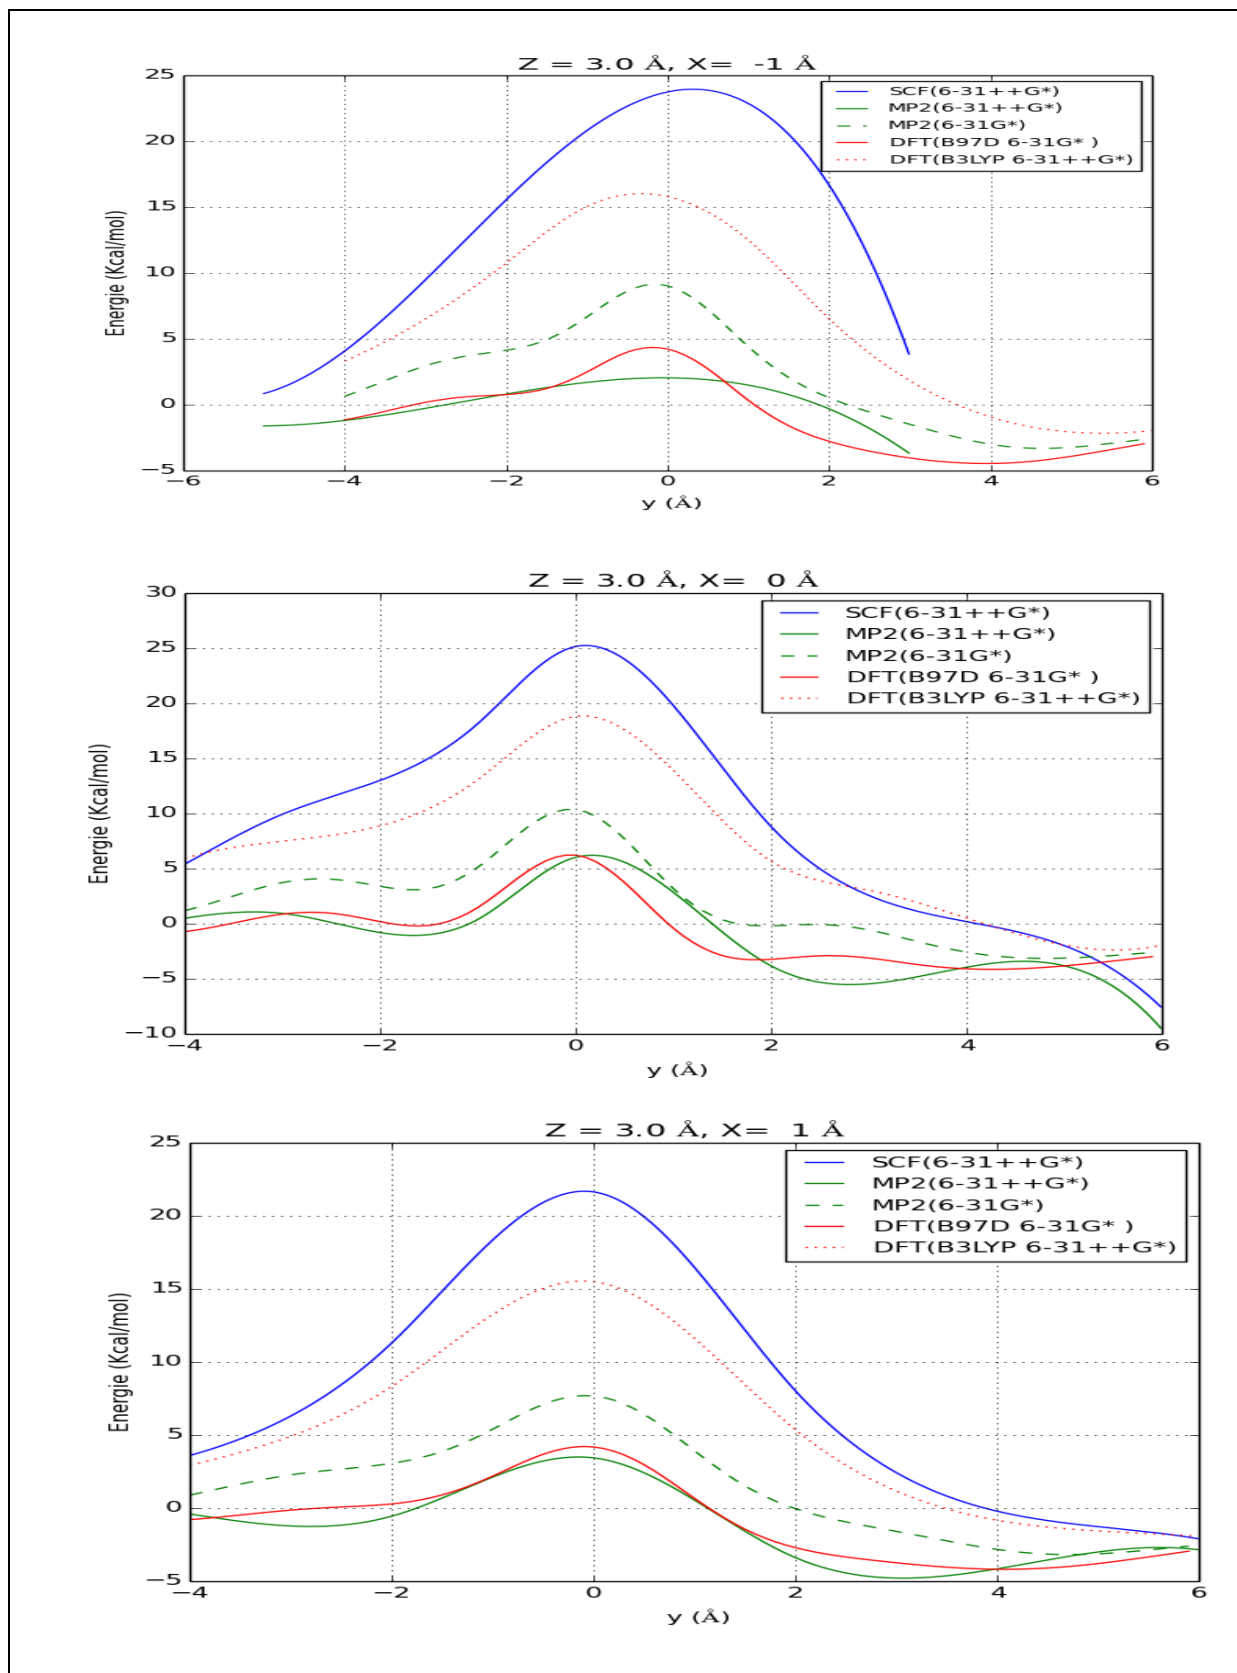 Z = 3.0 Å, X= -1 Å
25
20
15
10
5
0
−5
Energie (Kcal/mol)
SCF(6-31++G*)
MP2(6-31++G*)
MP2(6-31G*)
DFT(B97D 6-31G* )
DFT(B3LYP 6-31++G*)
−6 −4 −2 0 2 4 6
y (Å)
Z = 3.0 Å, X= 0 Å
30
25
20
15
10
5
0
−5
−10
Energie (Kcal/mol)
SCF(6-31++G*)
MP2(6-31++G*)
MP2(6-31G*)
DFT(B97D 6-31G* )
DFT(B3LYP 6-31++G*)
−4 −2 0 2 4 6
y (Å)
Z = 3.0 Å, X= 1 Å
25
20
15
10
5
0
−5
Energie (Kcal/mol)
SCF(6-31++G*)
MP2(6-31++G*)
MP2(6-31G*)
DFT(B97D 6-31G* )
DFT(B3LYP 6-31++G*)
−4 −2 0 2 4 6
y (Å)